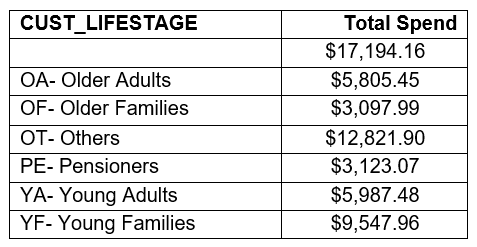 CUST_LIFESTAGE Total Spend
$17,194.16
OA- Older Adults $5,805.45
OF- Older Families $3,097.99
OT- Others $12,821.90
PE- Pensioners $3,123.07
YA- Young Adults $5,987.48
YF- Young Families $9,547.96